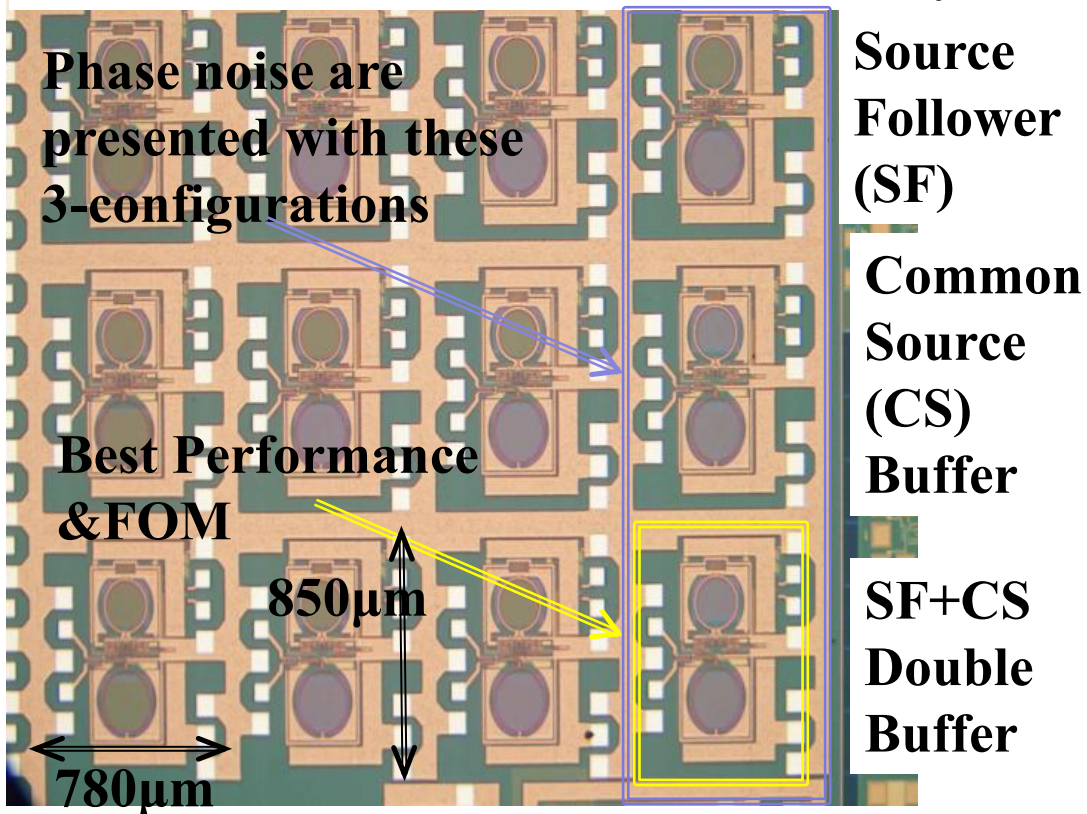 Phase noise are
presented with these
3-configurations
Source
Follower
(SF)
Common
Source
(CS)
Buffer
Best Performance
&FOM
850μm
SF+CS
Double
Buffer
780μm